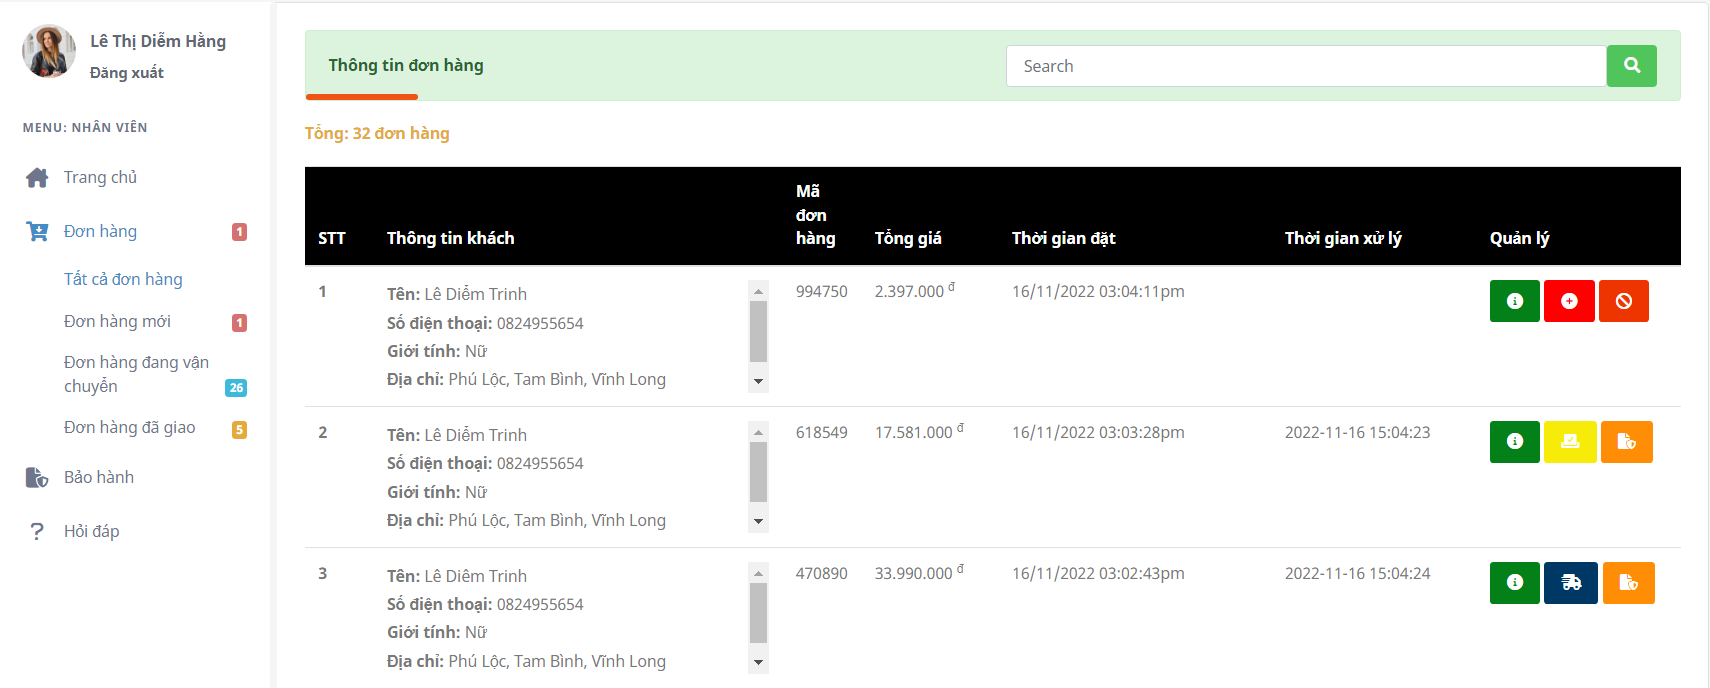 Lê Thị Diễm Hằng
Đăng xuất
MENU: NHÂN VIÊN
Trang chủ
Đơn hàng 1
Tất cả đơn hàng
Đơn hàng mới 1
Đơn hàng đang vận
chuyển 26
Đơn hàng đã giao 5
Bảo hành
Hỏi đáp
Thông tin đơn hàng
Search
Tổng: 32 đơn hàng
STT Thông tin khách Mã đơn hàng Tổng giá Thời gian đặt Thời gian xử lý Quản lý
1 Tên: Lê Diễm Trinh 994750 2.397.000 đ 16/11/2022 03:04:11pm
Số điện thoại: 0824955654
Giới tính: Nữ
Địa chỉ: Phú Lộc, Tam Bình, Vĩnh Long
2 Tên: Lê Diễm Trinh 618549 17.581.000 đ 16/11/2022 03:03:28pm 2022-11-16 15:04:23
Số điện thoại: 0824955654
Giới tính: Nữ
Địa chỉ: Phú Lộc, Tam Bình, Vĩnh Long
3 Tên: Lê Diêm Trinh 470890 33.990.000 đ 16/11/2022 03:02:43pm 2022-11-16 15:04:24
Số điện thoại: 0824955654
Giới tính: Nữ
Địa chỉ: Phú Lộc, Tam Bình, Vĩnh Long